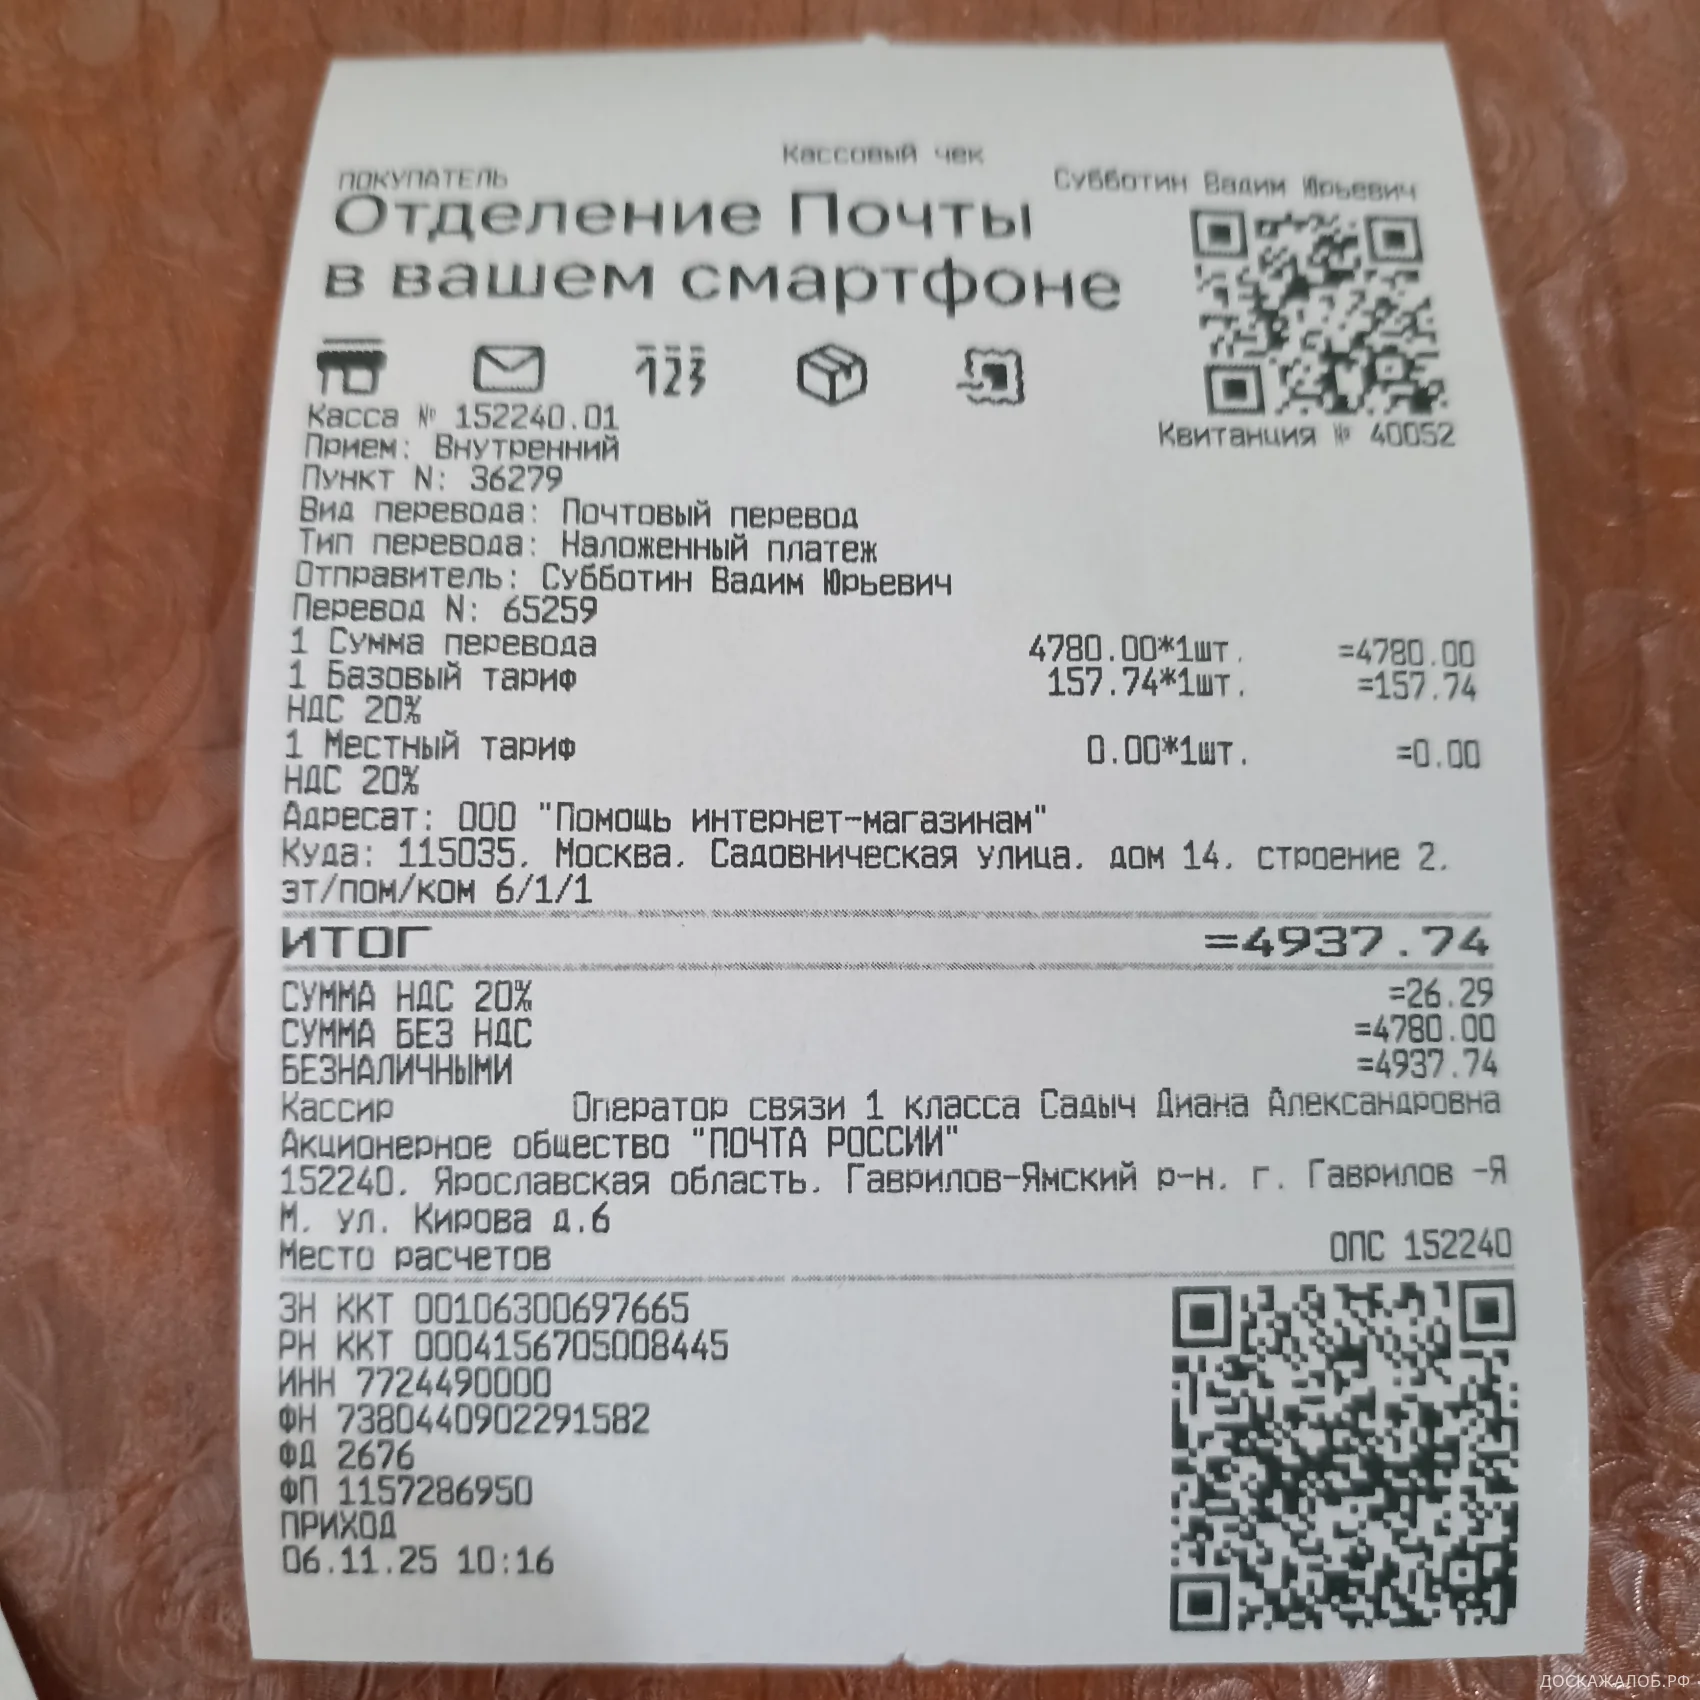 Кассовый чек
ПОКУПАТЕЛЬ Субботин Вадим Юрьевич
Отделение Почты
в вашем смартфоне
123
Касса № 152240.01
Квитанция № 40052
Прием: Внутренний
Пункт N: 36279
Вид перевода: Почтовый перевод
Тип перевода: Наложенный платеж
Отправитель: Субботин Вадим Юрьевич
Перевод N: 65259
1 Сумма перевода 4780.00*1шт. =4780.00
1 Базовый тариф 157.74*1шт. =157.74
НДС 20%
1 Местный тариф 0.00*1шт. =0.00
НДС 20%
Адресат: ООО "Помощь интернет-магазинам"
Куда: 115035, Москва, Садовническая улица, дом 14, строение 2,
эт/пом/ком 6/1/1
ИТОГ =4937.74
СУММА НДС 20% =26.29
СУММА БЕЗ НДС =4780.00
БЕЗНАЛИЧНЫМИ =4937.74
Кассир Оператор связи 1 класса Садыч Диана Александровна
Акционерное общество "ПОЧТА РОССИИ"
152240, Ярославская область, Гаврилов-Ямский р-н, г. Гаврилов -Я
М, ул. Кирова д.6
Место расчетов ОПС 152240
ЗН ККТ 00106300697665
РН ККТ 0004156705008445
ИНН 7724490000
ФН 7380440902291582
ФД 2676
ФП 1157286950
ПРИХОД
06.11.25 10:16
ДОСКАЖАЛОБ.РФ